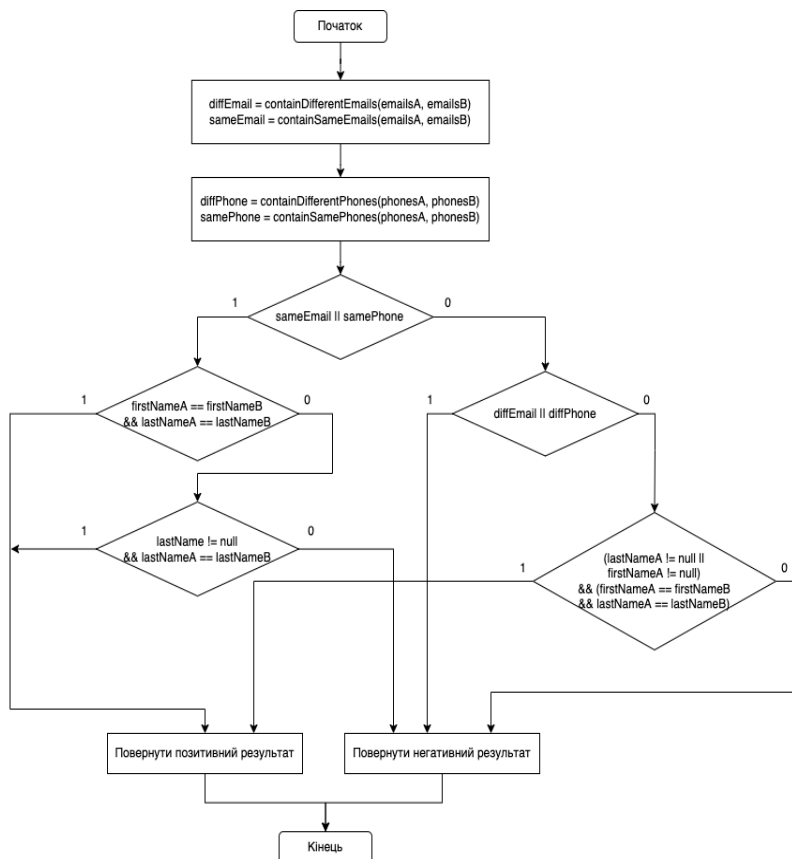 Початок
diffEmail = containDifferentEmails(emailsA, emailsB)
sameEmail = containSameEmails(emailsA, emailsB)
diffPhone = containDifferentPhones(phonesA, phonesB)
samePhone = containSamePhones(phonesA, phonesB)
1
0
sameEmail || samePhone
1
0
1
0
firstNameA == firstNameB
&& lastNameA == lastNameB
diffEmail || diffPhone
1
0
lastName != null
&& lastNameA == lastNameB
1
0
(lastNameA != null ||
firstNameA != null)
&& (firstNameA == firstNameB
&& lastNameA == lastNameB)
Повернути позитивний результат
Повернути негативний результат
Кінець